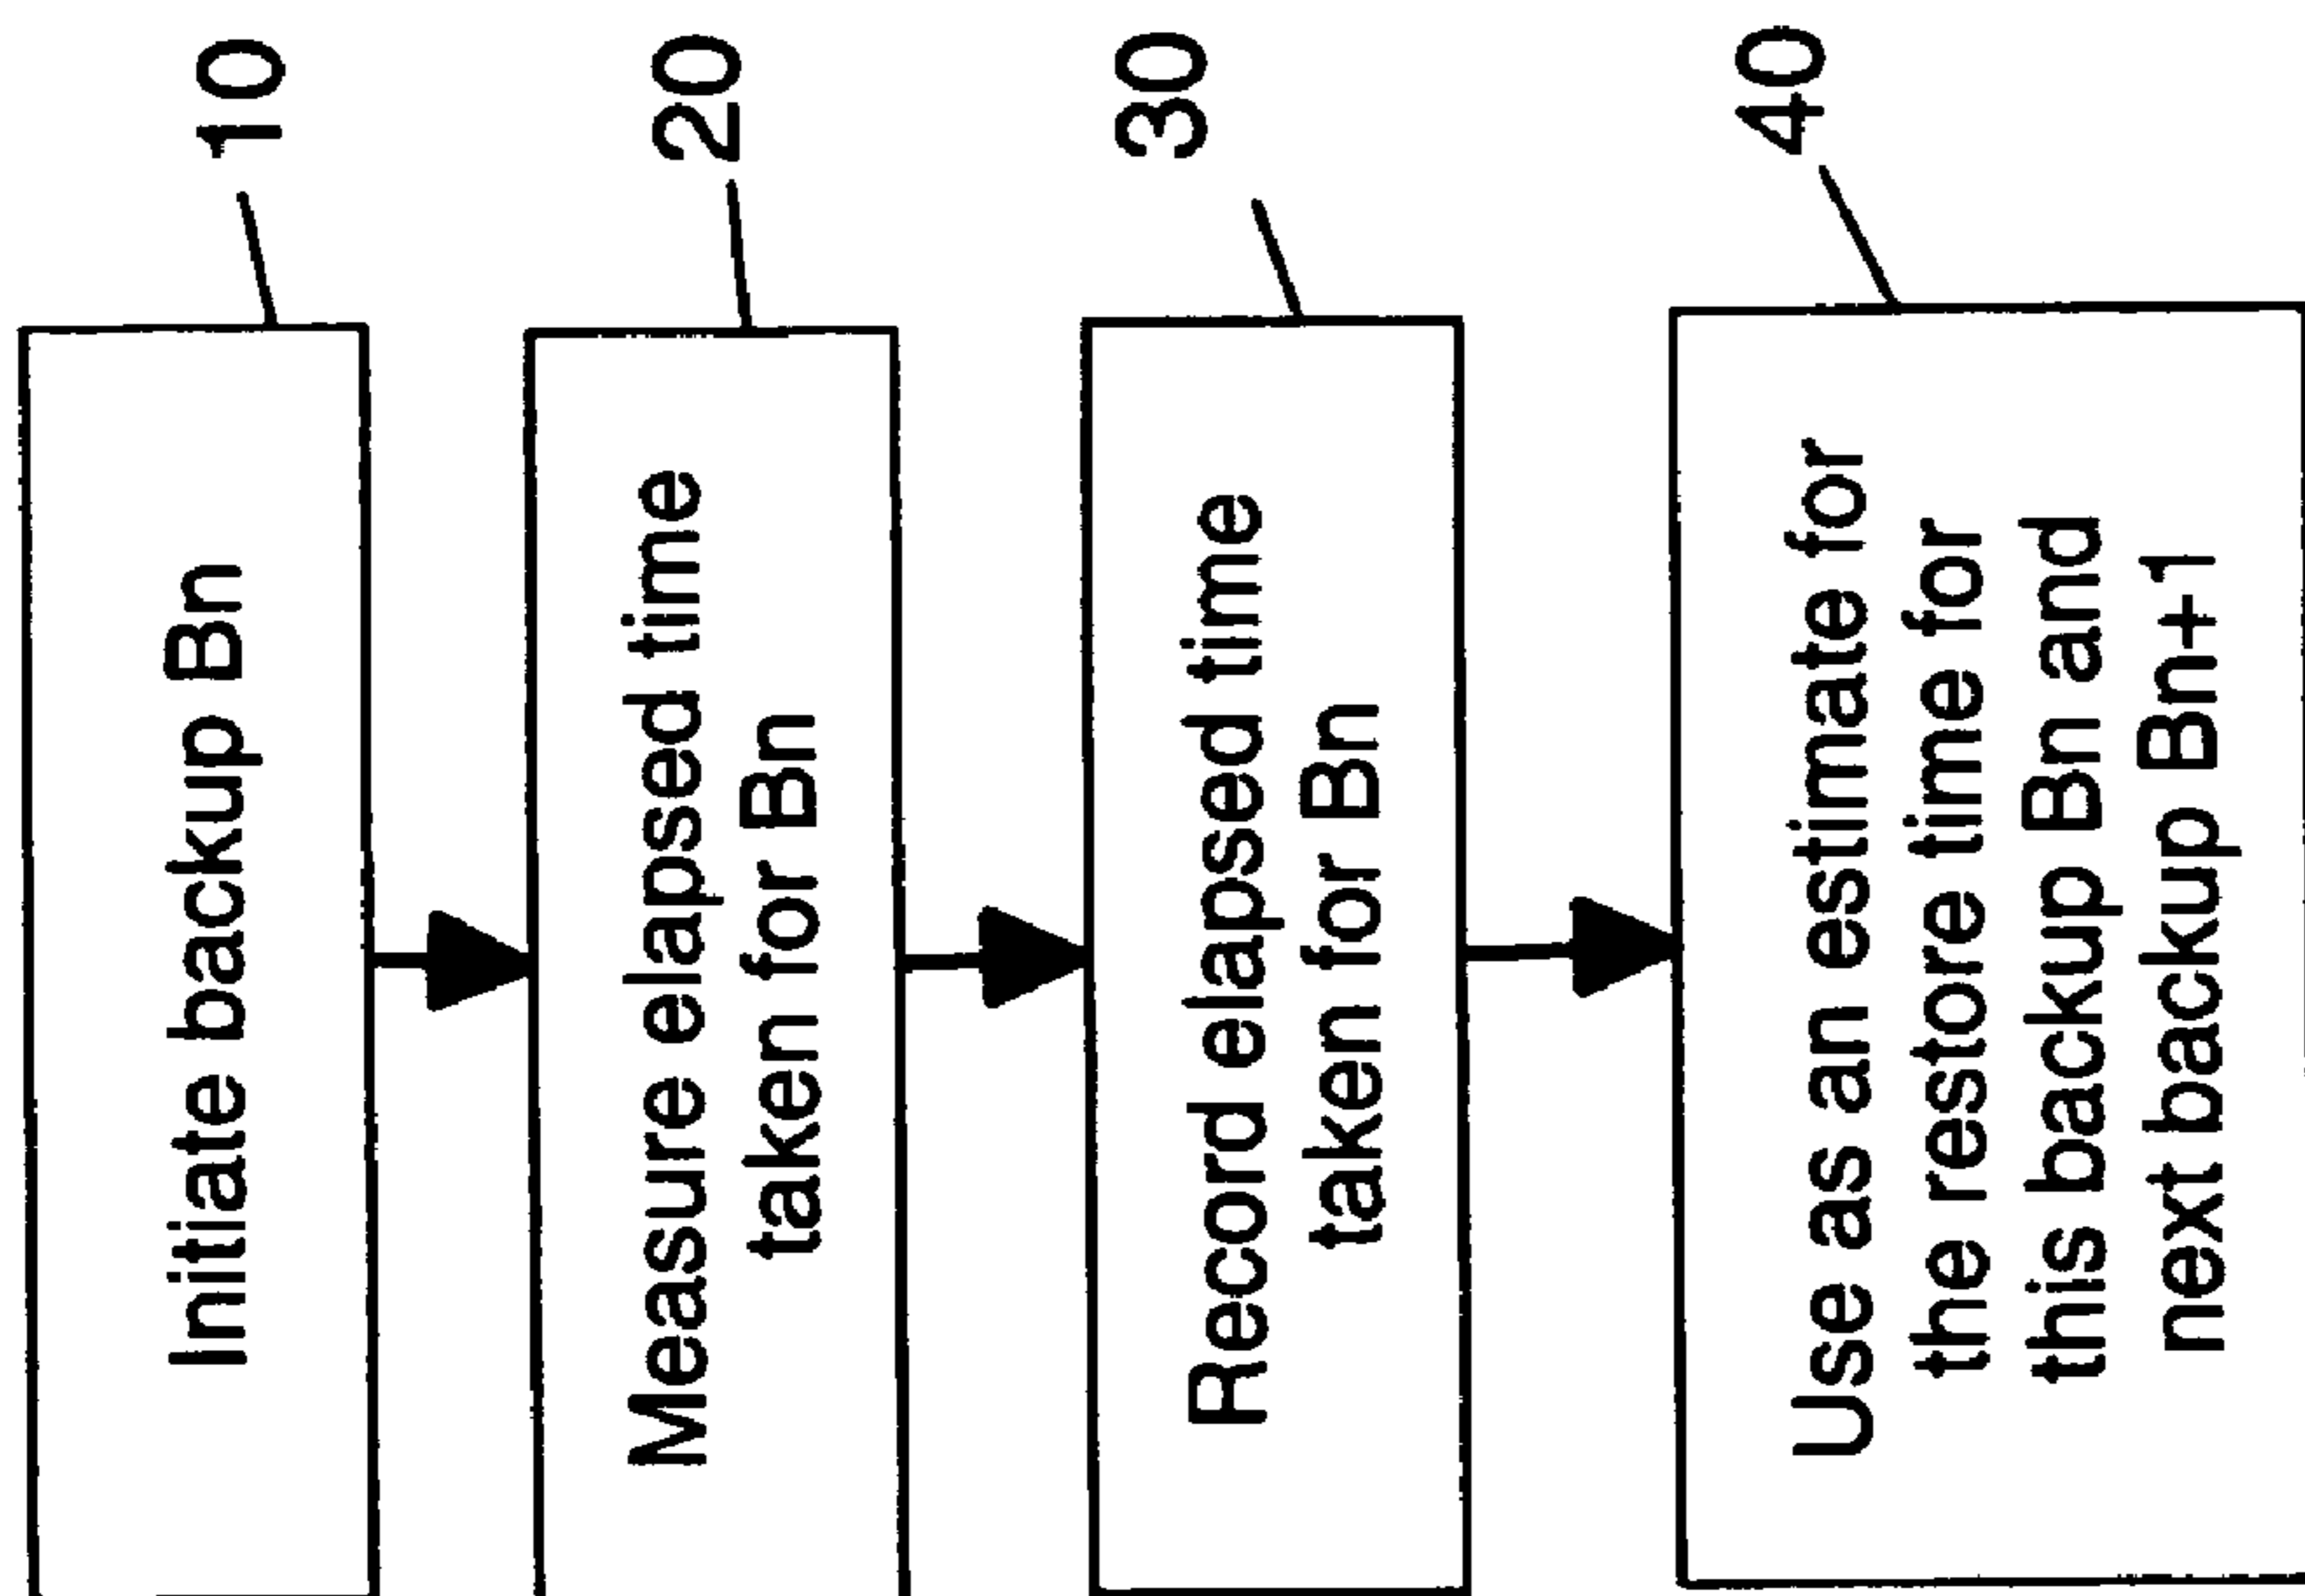 Initiate backup Bn
10
Measure elapsed time
taken for Bn
20
Record elapsed time
taken for Bn
30
Use as an estimate for
the restore time for
this backup Bn and
next backup Bn+1
40